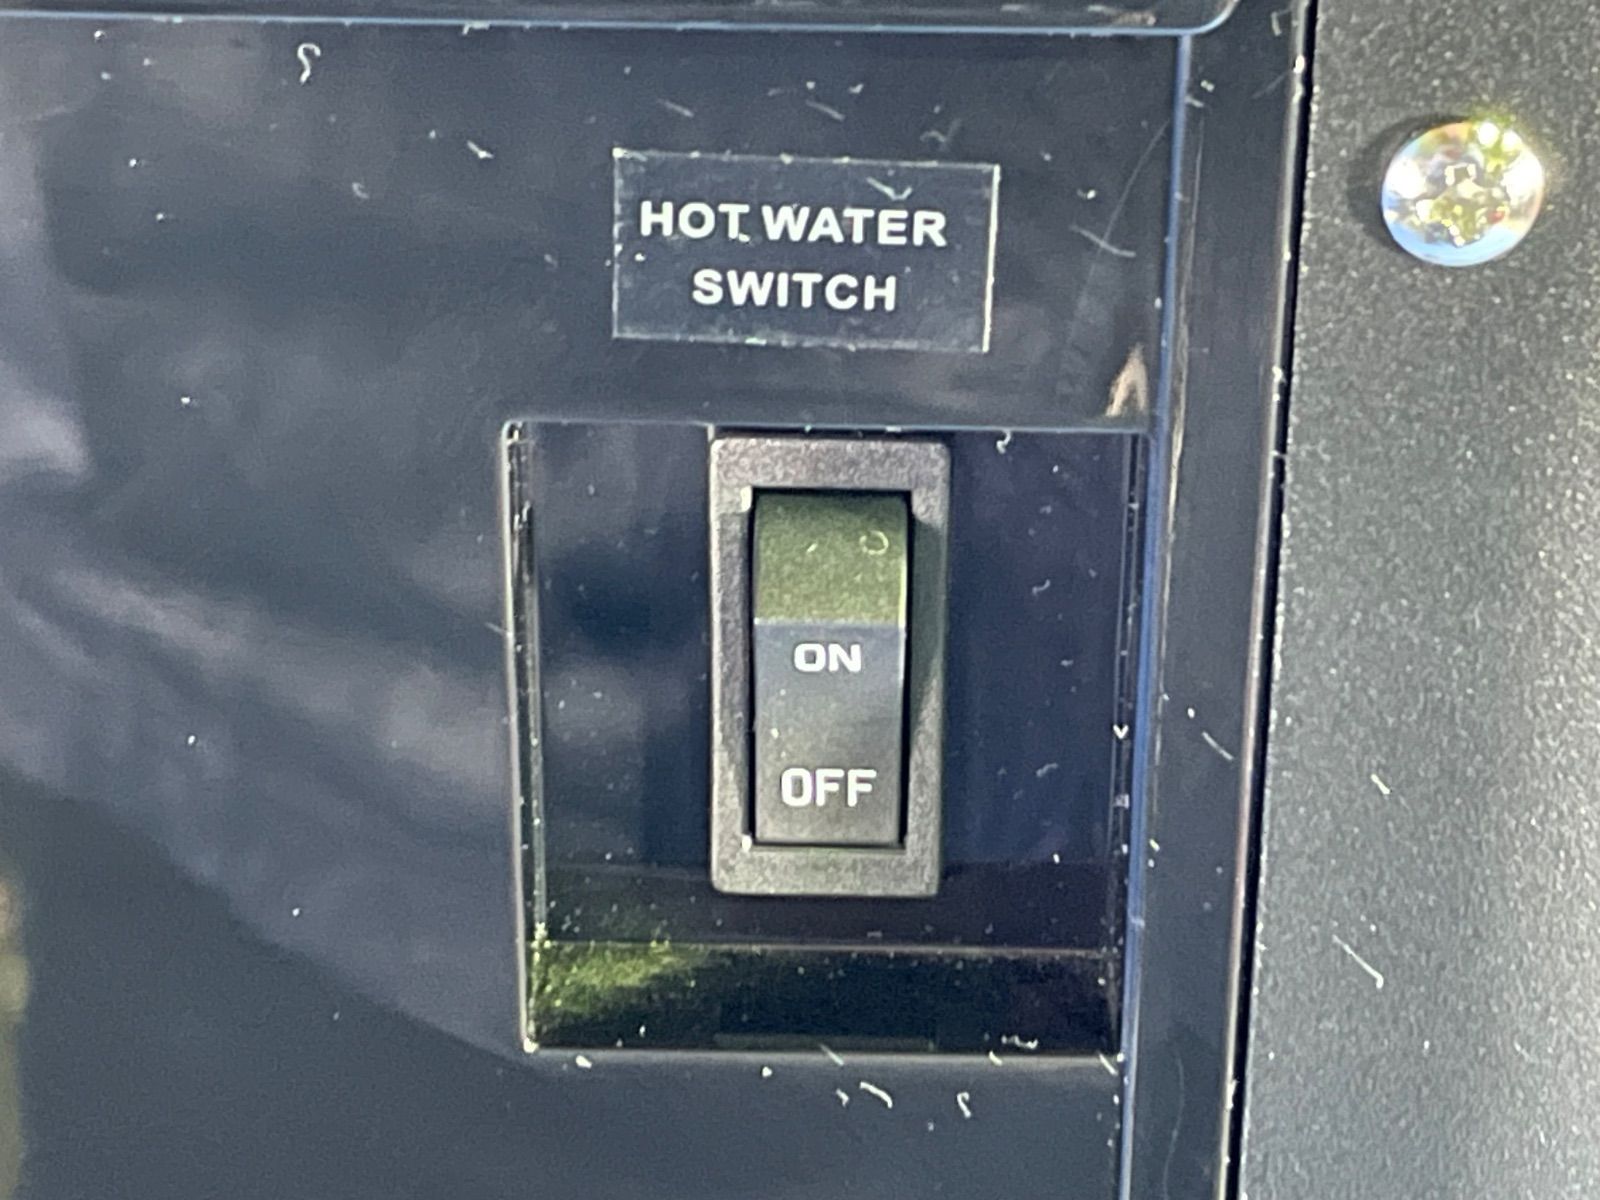 HOT WATER
SWITCH
ON
OFF